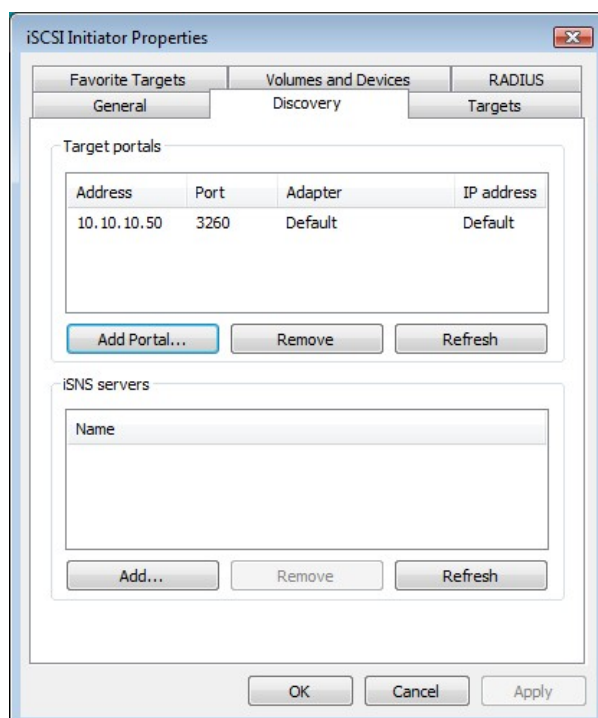 iSCSI Initiator Properties
Favorite Targets Volumes and Devices RADIUS
General Discovery Targets
Target portals
Address Port Adapter IP address
10.10.10.50 3260 Default Default
Add Portal... Remove Refresh
iSNS servers
Name
Add... Remove Refresh
OK Cancel Apply